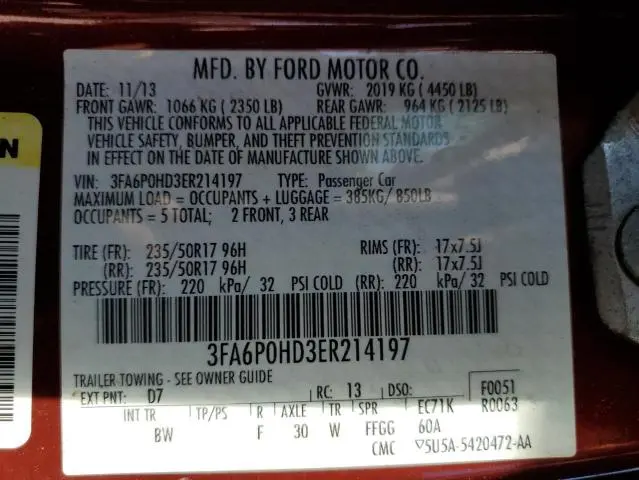 MFD. BY FORD MOTOR CO.
DATE: 11/13 GVWR: 2019 KG ( 4450 LB)
FRONT GAWR: 1066 KG ( 2350 LB) REAR GAWR: 964 KG ( 2125 LB)
THIS VEHICLE CONFORMS TO ALL APPLICABLE FEDERAL MOTOR
VEHICLE SAFETY, BUMPER, AND THEFT PREVENTION STANDARDS
IN EFFECT ON THE DATE OF MANUFACTURE SHOWN ABOVE.
VIN: 3FA6P0HD3ER214197 TYPE: Passenger Car
MAXIMUM LOAD = OCCUPANTS + LUGGAGE = 385KG/ 850LB
OCCUPANTS: = 5 TOTAL; 2 FRONT, 3 REAR
TIRE (FR): 235/50R17 96H RIMS (FR): 17x7.5J
(RR): 235/50R17 96H (RR): 17x7.5J
PRESSURE (FR): 220 kPa/ 32 PSI COLD (RR): 220 kPa/ 32 PSI COLD
3FA6P0HD3ER214197
TRAILER TOWING - SEE OWNER GUIDE
EXT PNT: D7 RC: 13 DSO: F0051
INT TR TP/PS R AXLE TR SPR EC71K R0063
BW F 30 W FFGG 60A
CMC ▽5U5A-5420472-AA
N